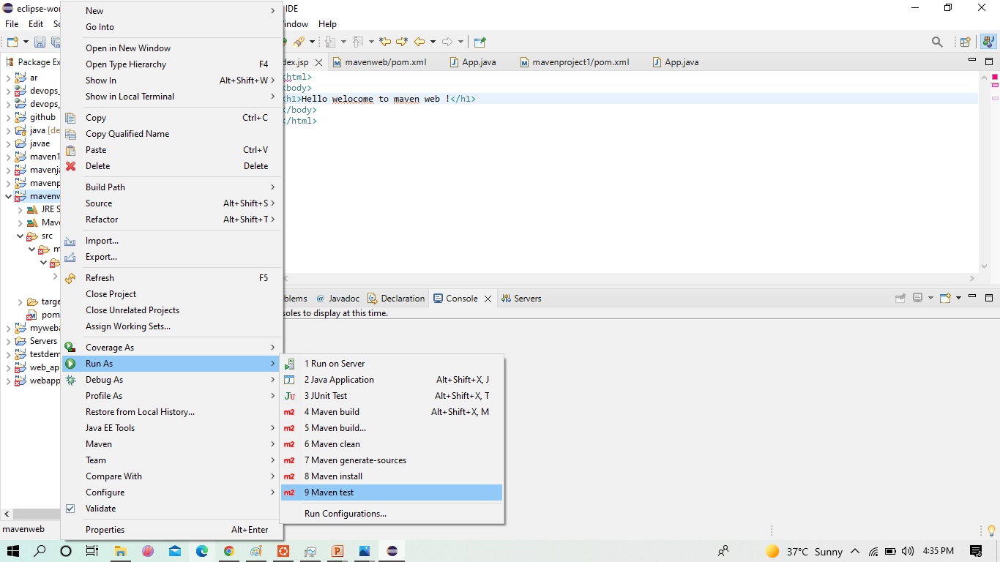 eclipse-wor
IDE
File Edit So
indow Help
Package Ex
ar
devops_
devops_
github
java [de
javae
maven1
mavenja
mavenp
mavenw
JRE S
Mave
src
m
targe
pom
myweba
Servers
testdem
web_ap
webapp
New
Go Into
Open in New Window
Open Type Hierarchy F4
Show In Alt+Shift+W
Show in Local Terminal
Copy Ctrl+C
Copy Qualified Name
Paste Ctrl+V
Delete Delete
Build Path
Source Alt+Shift+S
Refactor Alt+Shift+T
Import...
Export...
Refresh F5
Close Project
Close Unrelated Projects
Assign Working Sets...
Coverage As
Run As
Debug As
Profile As
Restore from Local History...
Java EE Tools
Maven
Team
Compare With
Configure
Validate
Properties Alt+Enter
1 Run on Server
2 Java Application Alt+Shift+X, J
3 JUnit Test Alt+Shift+X, T
4 Maven build Alt+Shift+X, M
5 Maven build...
6 Maven clean
7 Maven generate-sources
8 Maven install
9 Maven test
Run Configurations...
dex.jsp mavenweb/pom.xml App.java mavenproject1/pom.xml App.java
<html>
<body>
<h1>Hello welocome to maven web !</h1>
</body>
</html>
blems @ Javadoc Declaration Console Servers
soles to display at this time.
mavenweb
37°C Sunny 4:35 PM